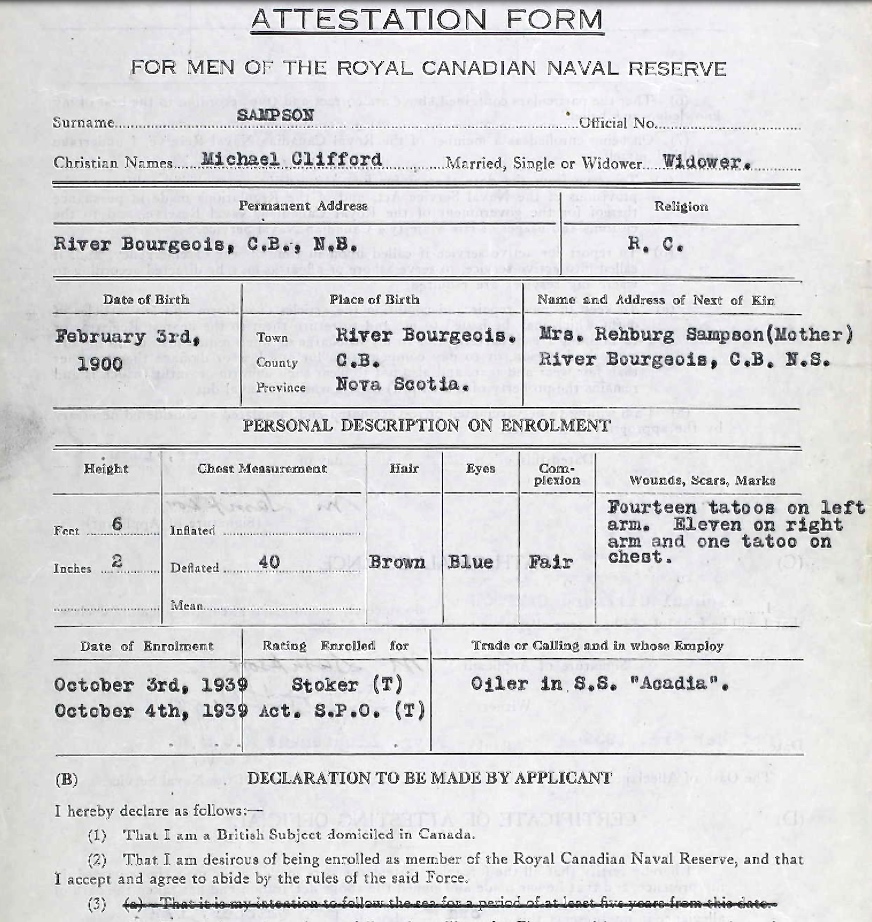 ATTESTATION FORM
FOR MEN OF THE ROYAL CANADIAN NAVAL RESERVE
Surname SAMPSON Official No.
Christian Names Michael Clifford Married, Single or Widower Widower.
Permanent Address Religion
River Bourgeois, C.B., N.B. R. C.
Date of Birth Place of Birth Name and Address of Next of Kin
February 3rd, Town River Bourgeois. Mrs. Rehburg Sampson(Mother)
1900 County C.B. River Bourgeois, C.B. N.S.
Province Nova Scotia.
PERSONAL DESCRIPTION ON ENROLMENT
Height Chest Measurement Hair Eyes Com-
plexion Wounds, Scars, Marks
Fourteen tatoos on left
Feet 6 Inflated arm. Eleven on right
arm and one tatoo on
Inches 2 Deflated 40 Brown Blue Fair chest.
Mean
Date of Enrolment Rating Enrolled for Trade or Calling and in whose Employ
October 3rd, 1939 Stoker (T) Oiler in S.S. "Acadia".
October 4th, 1939 Act. S.P.O. (T)
(B) DECLARATION TO BE MADE BY APPLICANT
I hereby declare as follows:—
(1) That I am a British Subject domiciled in Canada.
(2) That I am desirous of being enrolled as member of the Royal Canadian Naval Reserve, and that
I accept and agree to abide by the rules of the said Force.
(3) (a) That it is my intention to follow the sea for a period of at least five years from this date.